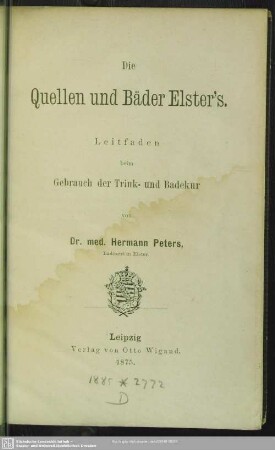 Die
Quellen und Bäder Elster's.
Leitfaden
beim
Gebrauch der Trink- und Badekur
von
Dr. med. Hermann Peters,
Badearzt in Elster.
Leipzig
Verlag von Otto Wigand.
1875.
1885 * 2772
D